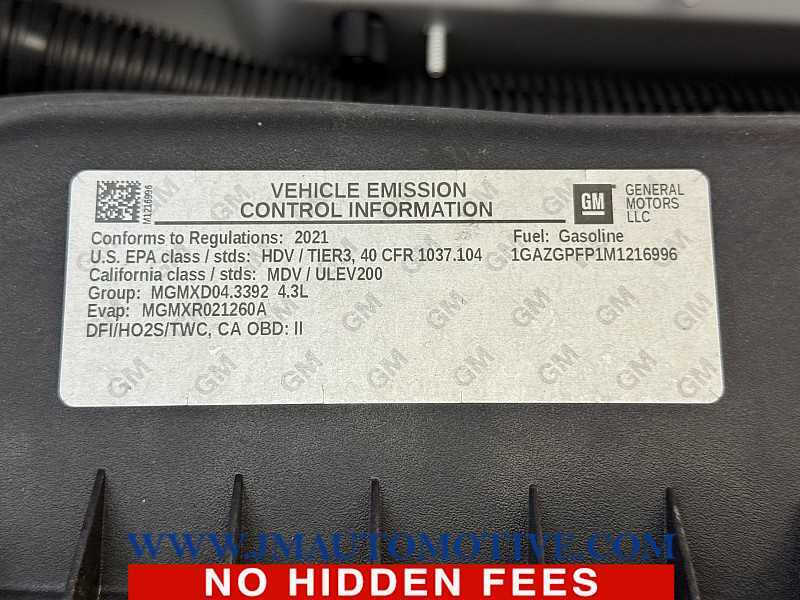 VEHICLE EMISSION
CONTROL INFORMATION
GM
GENERAL
MOTORS
LLC
M1216996
Conforms to Regulations: 2021 Fuel: Gasoline
U.S. EPA class / stds: HDV / TIER3, 40 CFR 1037.104 1GAZGPFP1M1216996
California class / stds: MDV / ULEV200
Group: MGMXD04.3392 4.3L
Evap: MGMXR021260A
DFI/HO2S/TWC, CA OBD: II
WWW.JMAUTOMOTIVE.COM
NO HIDDEN FEES